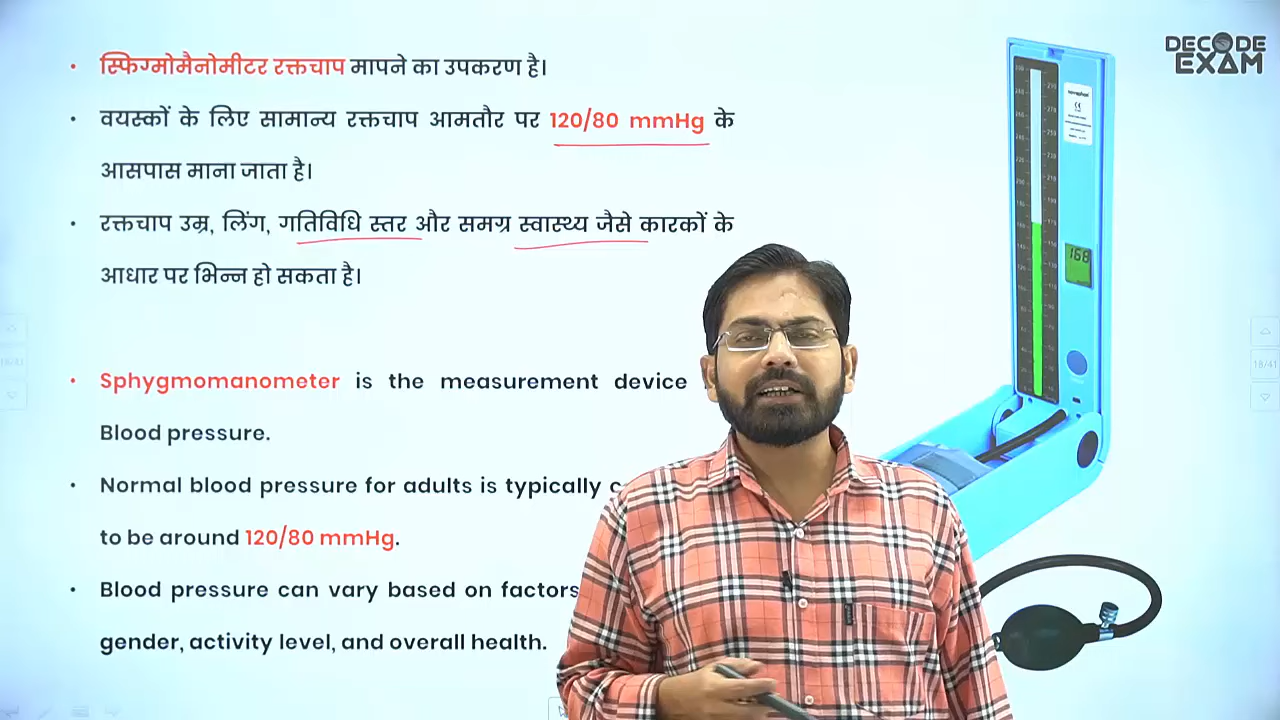 • स्फिग्मोमैनोमीटर रक्तचाप मापने का उपकरण है।
• वयस्कों के लिए सामान्य रक्तचाप आमतौर पर 120/80 mmHg के
आसपास माना जाता है।
• रक्तचाप उम्र, लिंग, गतिविधि स्तर और समग्र स्वास्थ्य जैसे कारकों के
आधार पर भिन्न हो सकता है।
• Sphygmomanometer is the measurement device
Blood pressure.
• Normal blood pressure for adults is typically
to be around 120/80 mmHg.
• Blood pressure can vary based on factors
gender, activity level, and overall health.
DECODE
EXAM
168
18/41